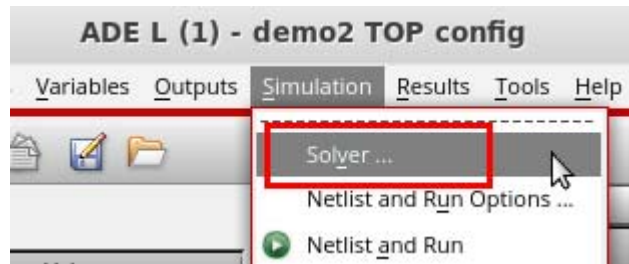 ADE L (1) - demo2 TOP config
Variables Outputs Simulation Results Tools Help
Solver ...
Netlist and Run Options ...
Netlist and Run